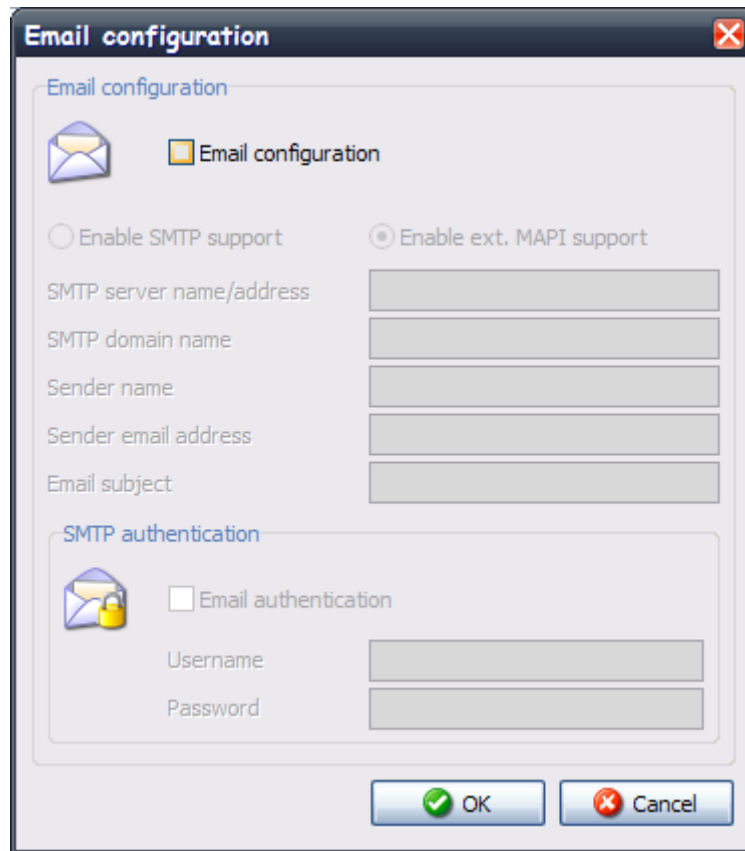 Email configuration
Email configuration
Email configuration
Enable SMTP support Enable ext. MAPI support
SMTP server name/address
SMTP domain name
Sender name
Sender email address
Email subject
SMTP authentication
Email authentication
Username
Password
OK Cancel